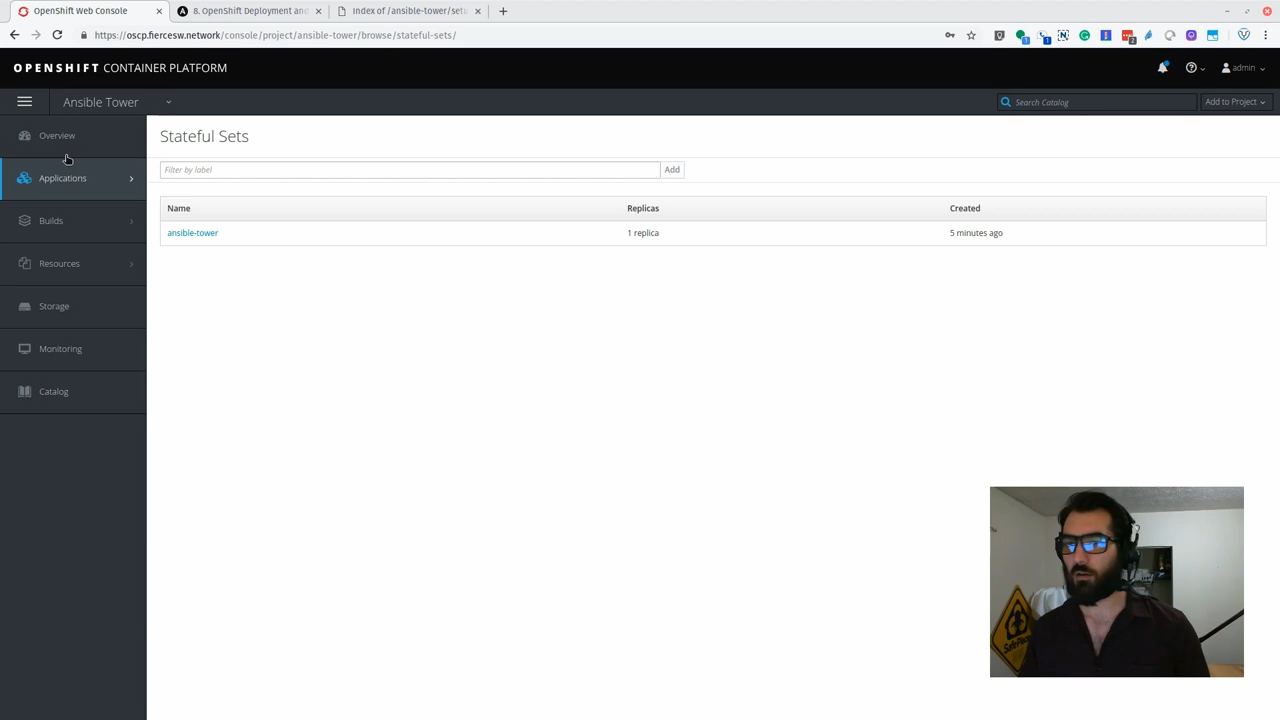 OpenShift Web Console
8. OpenShift Deployment and
Index of /ansible-tower/setu
https://oscp.fiercesw.network/console/project/ansible-tower/browse/stateful-sets/
OPENSHIFT CONTAINER PLATFORM
admin
Ansible Tower
Search Catalog
Add to Project
Overview
Applications
Builds
Resources
Storage
Monitoring
Catalog
Stateful Sets
Filter by label
Add
Name Replicas Created
ansible-tower 1 replica 5 minutes ago